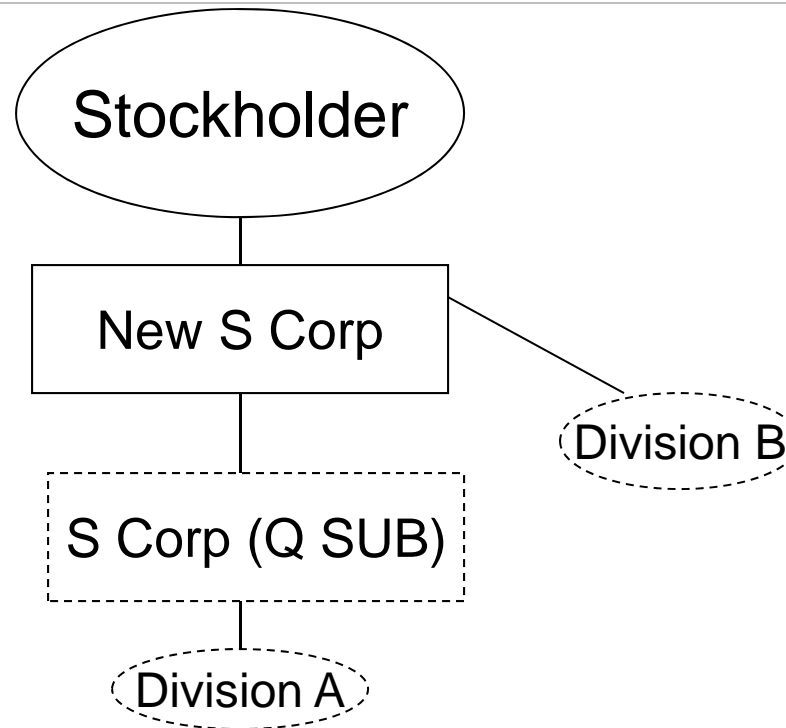 Stockholder
New S Corp
Division B
S Corp (Q SUB)
Division A